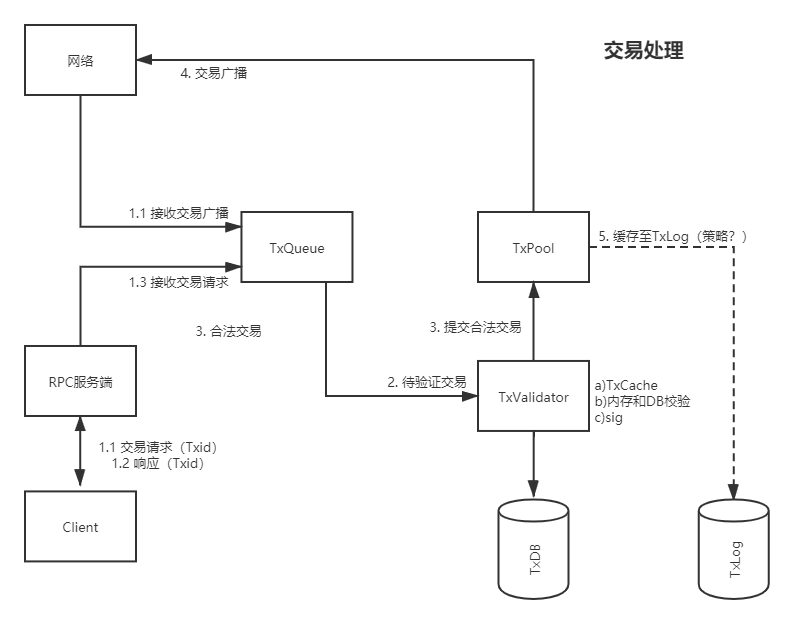 交易处理
网络
4. 交易广播
1.1 接收交易广播
TxQueue
TxPool
5. 缓存至TxLog（策略？）
1.3 接收交易请求
3. 合法交易
3. 提交合法交易
RPC服务端
2. 待验证交易
TxValidator
a)TxCache
b)内存和DB校验
c)sig
1.1 交易请求（Txid）
1.2 响应（Txid）
Client
TxDB
TxLog